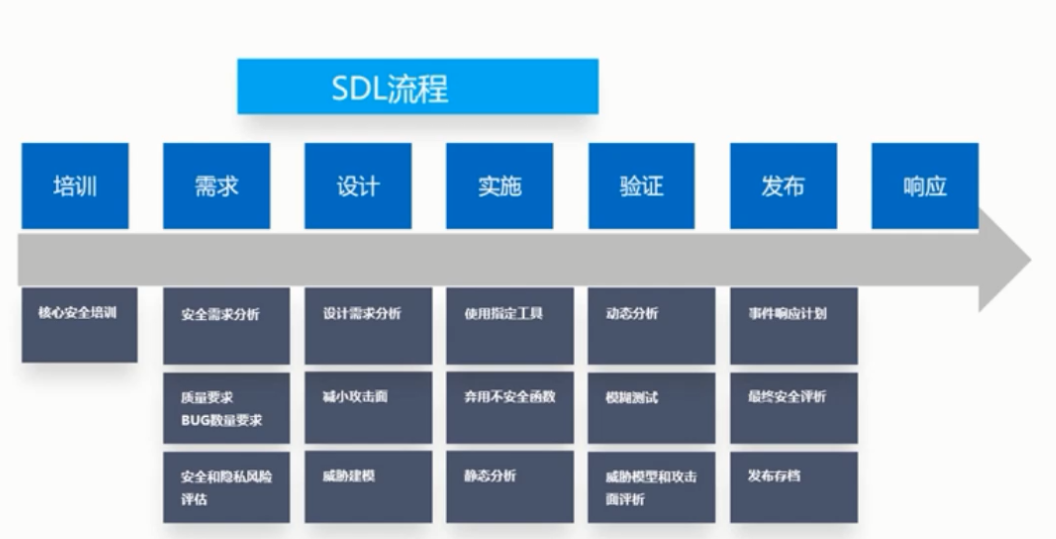 SDL流程
培训
需求
设计
实施
验证
发布
响应
核心安全培训
安全需求分析
设计需求分析
使用指定工具
动态分析
事件响应计划
质量要求
BUG数量要求
减小攻击面
弃用不安全函数
模糊测试
最终安全评析
安全和隐私风险
评估
威胁建模
静态分析
威胁模型和攻击
面评析
发布存档